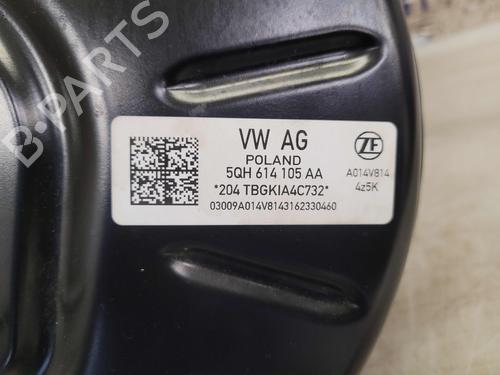 B-PARTS
VW AG
POLAND
5QH 614 105 AA
*204 TBGKIA4C732*
03009A014V8143162330460
ZF
A014V814
4z5K